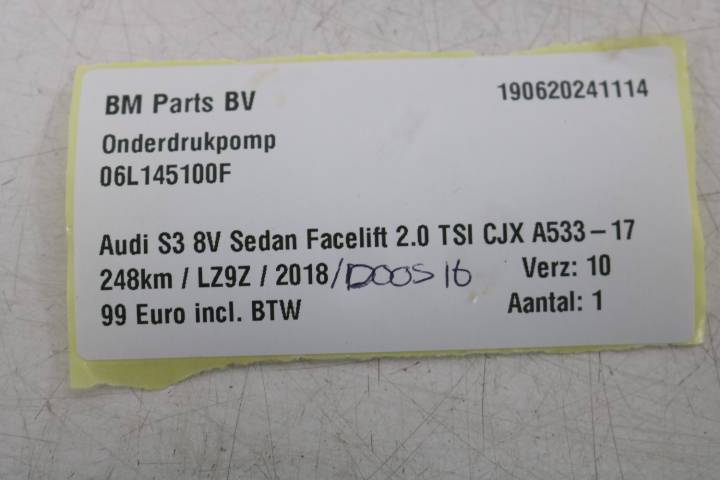 BM Parts BV 190620241114
Onderdrukpomp
06L145100F
Audi S3 8V Sedan Facelift 2.0 TSI CJX A533-17
248km / LZ9Z / 2018 /DOOS 16 Verz: 10
99 Euro incl. BTW Aantal: 1